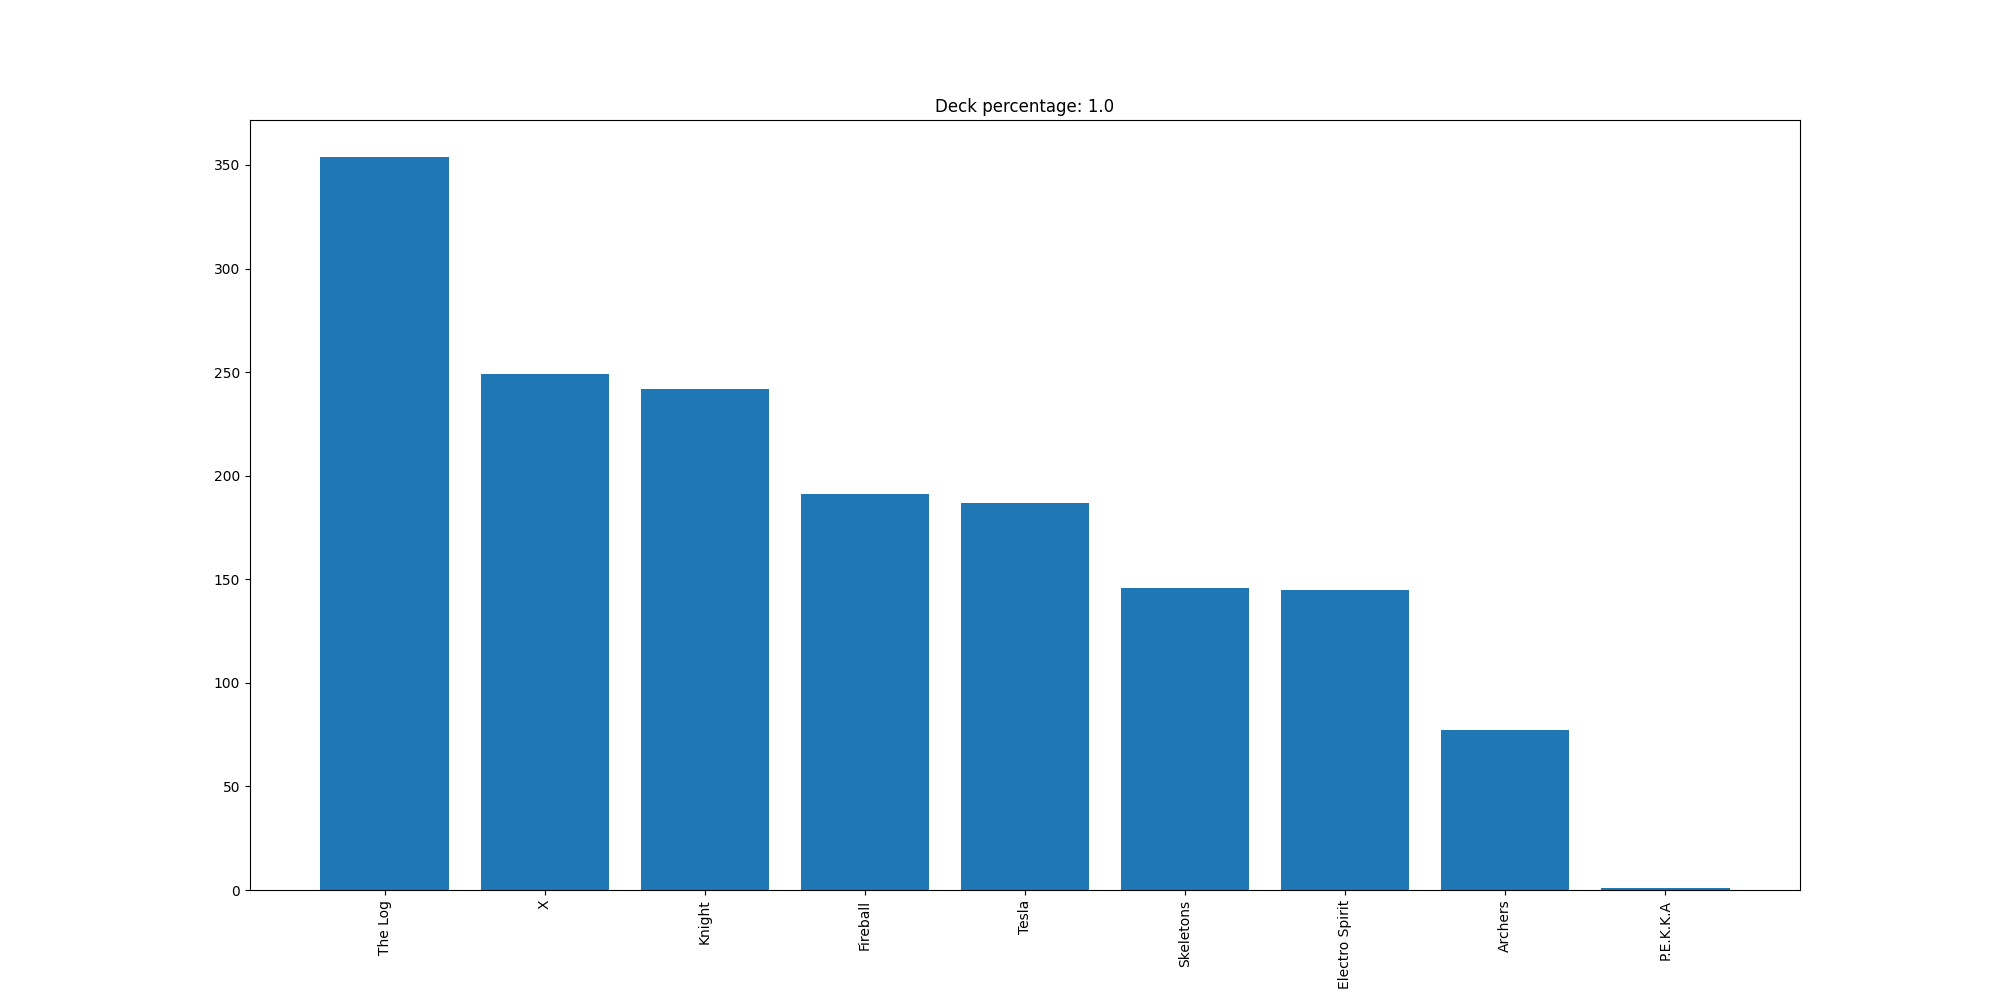 Deck percentage: 1.0
350
300
250
200
150
100
50
0
The Log
X
Knight
Fireball
Tesla
Skeletons
Electro Spirit
Archers
P.E.K.K.A